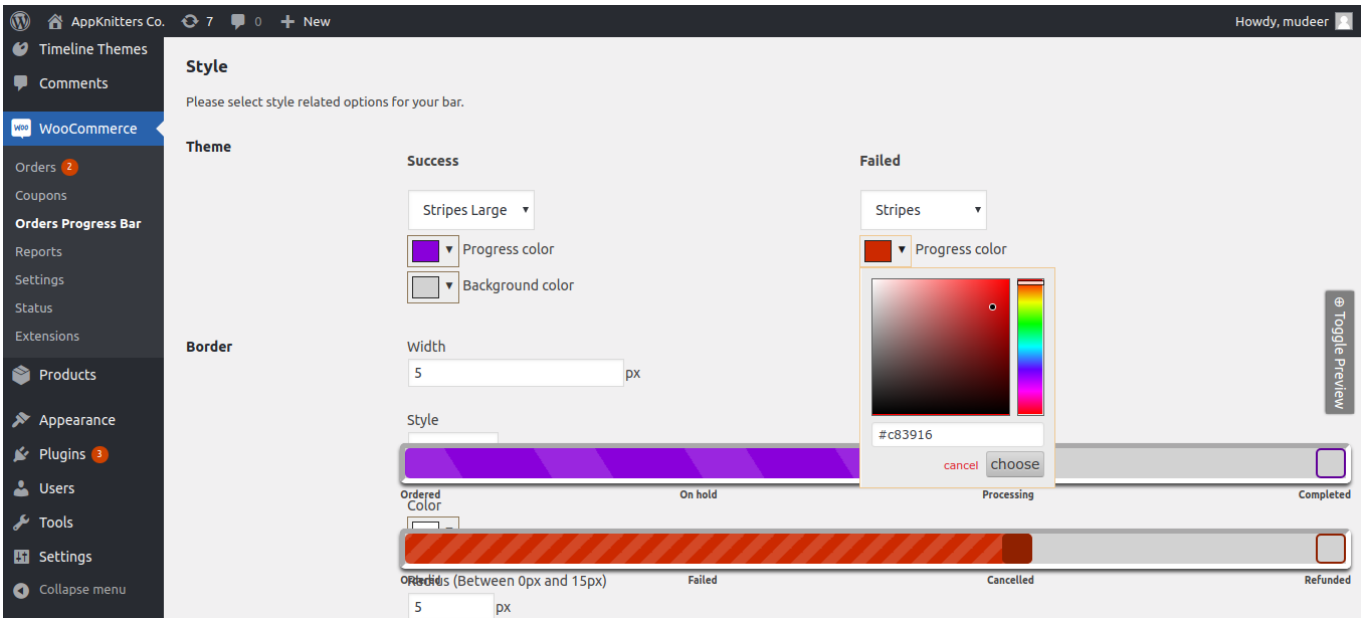 AppKnitters Co. 7 0 + New Howdy, mudeer
Timeline Themes
Comments
WooCommerce
Orders 2
Coupons
Orders Progress Bar
Reports
Settings
Status
Extensions
Products
Appearance
Plugins 3
Users
Tools
Settings
Collapse menu
Style
Please select style related options for your bar.
Theme
Success
Stripes Large
Progress color
Background color
Failed
Stripes
Progress color
#c83916
cancel choose
Border
Width
5 px
Style
Ordered On hold Processing Completed
Color
Failed Cancelled Refunded
(Between 0px and 15px)
5 px
Toggle Preview